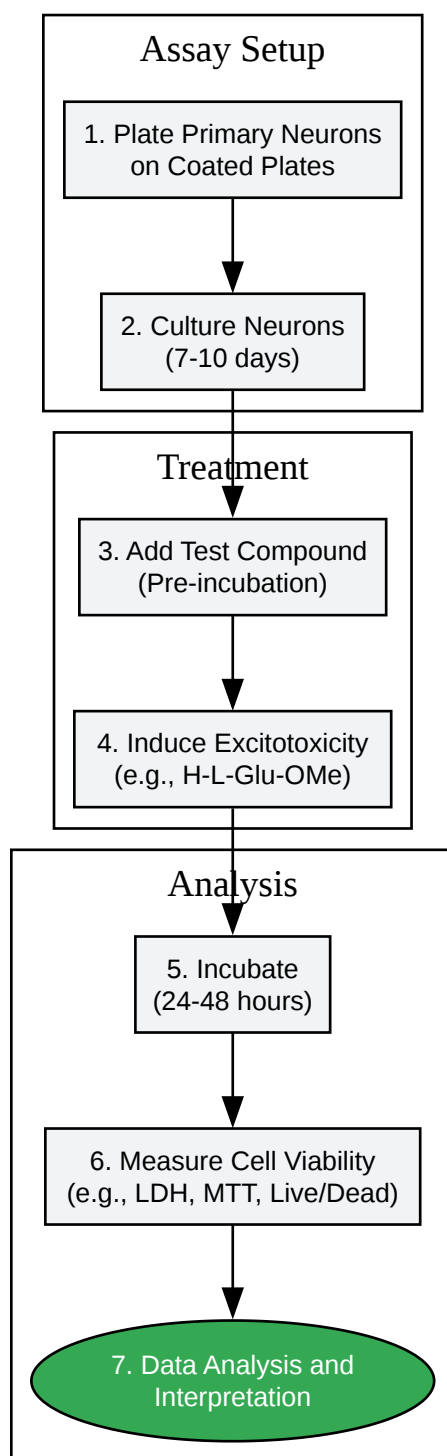 Assay Setup
1. Plate Primary Neurons
on Coated Plates
2. Culture Neurons
(7-10 days)
Treatment
3. Add Test Compound
(Pre-incubation)
4. Induce Excitotoxicity
(e.g., H-L-Glu-OMe)
Analysis
5. Incubate
(24-48 hours)
6. Measure Cell Viability
(e.g., LDH, MTT, Live/Dead)
7. Data Analysis and
Interpretation